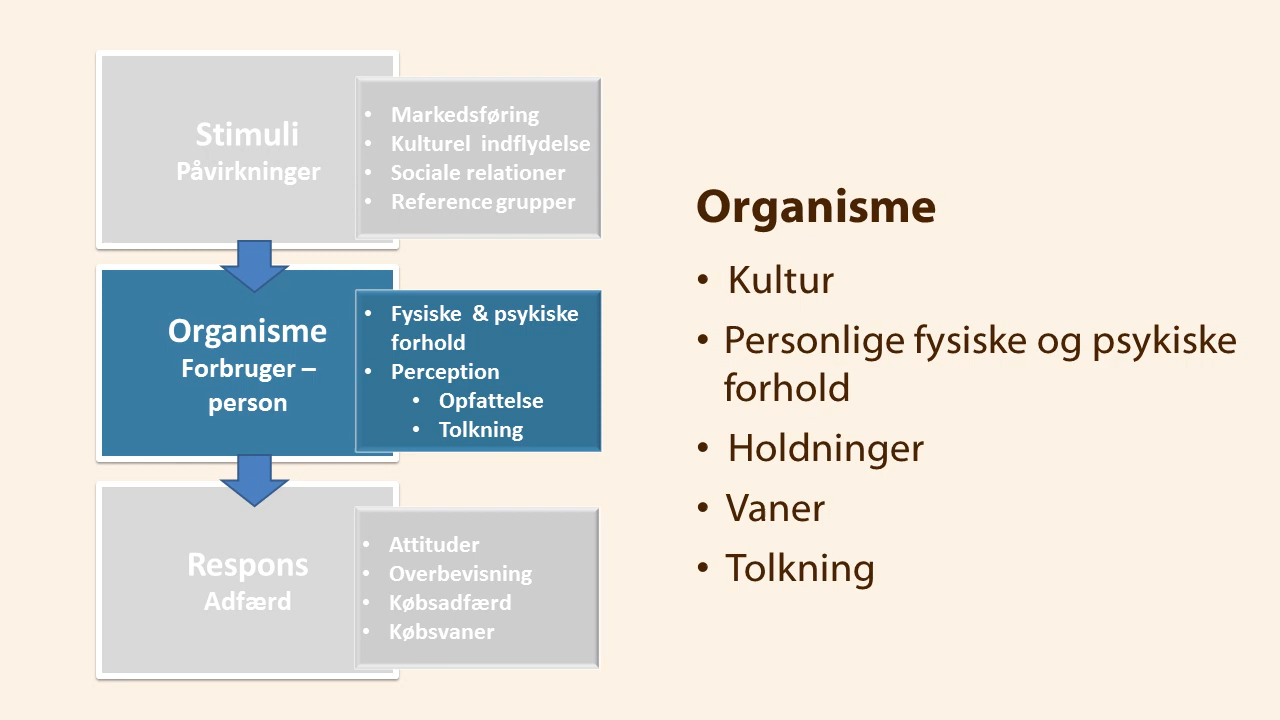 Stimuli
Påvirkninger
• Markedsføring
• Kulturel indflydelse
• Sociale relationer
• Reference grupper
Organisme
Forbruger –
person
• Fysiske & psykiske
forhold
• Perception
• Opfattelse
• Tolkning
Respons
Adfærd
• Attituder
• Overbevisning
• Købsadfærd
• Købsvaner
Organisme
• Kultur
• Personlige fysiske og psykiske
forhold
• Holdninger
• Vaner
• Tolkning